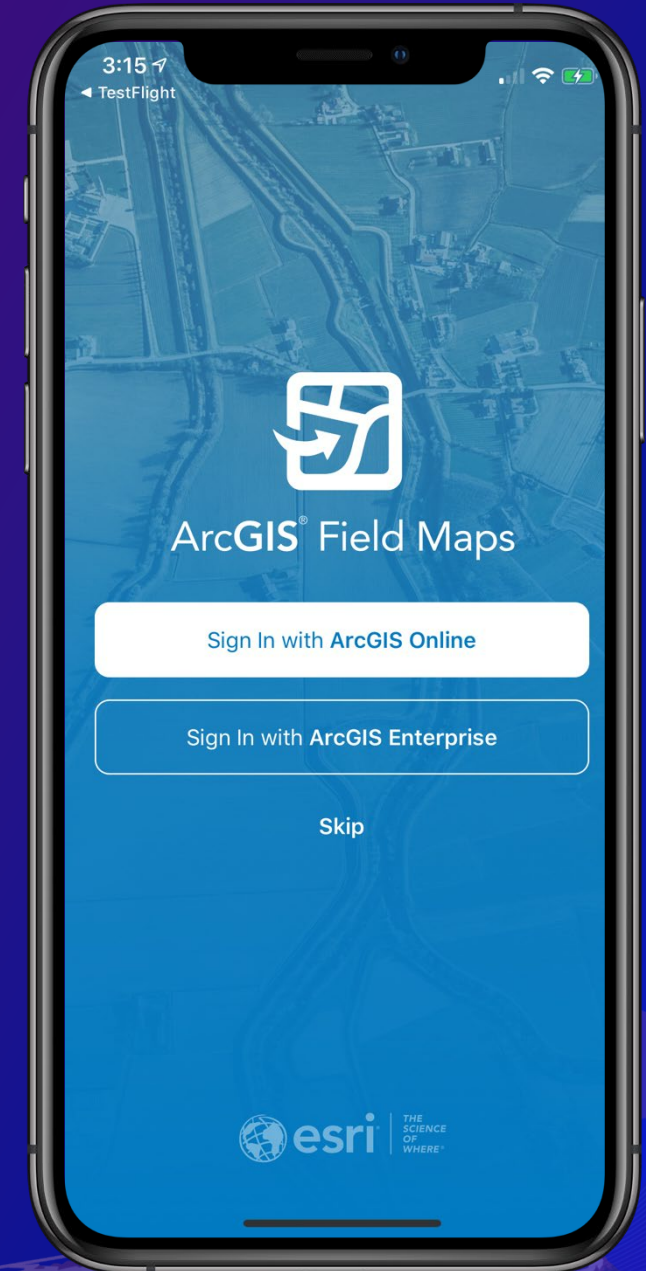 3:15
◀ TestFlight
ArcGIS® Field Maps
Sign In with ArcGIS Online
Sign In with ArcGIS Enterprise
Skip
esri®
THE
SCIENCE
OF
WHERE®